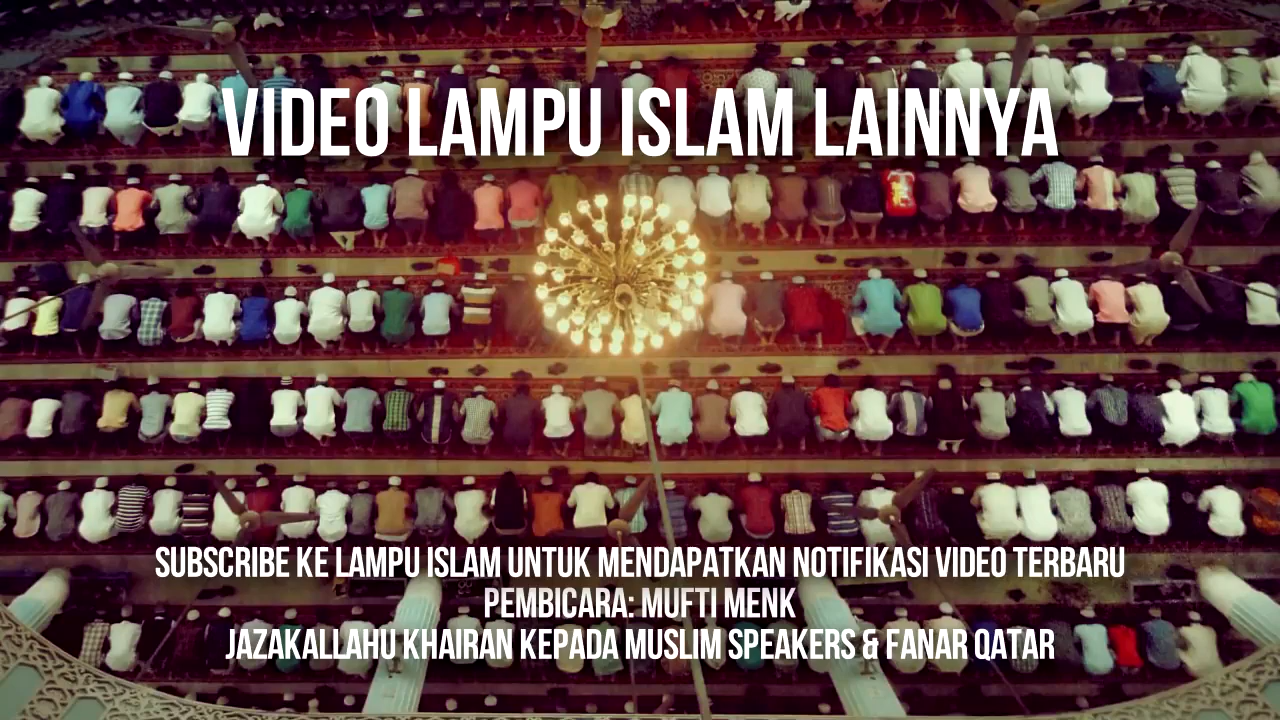 VIDEO LAMPU ISLAM LAINNYA
SUBSCRIBE KE LAMPU ISLAM UNTUK MENDAPATKAN NOTIFIKASI VIDEO TERBARU
PEMBICARA: MUFTI MENK
JAZAKALLAHU KHAIRAN KEPADA MUSLIM SPEAKERS & FANAR QATAR